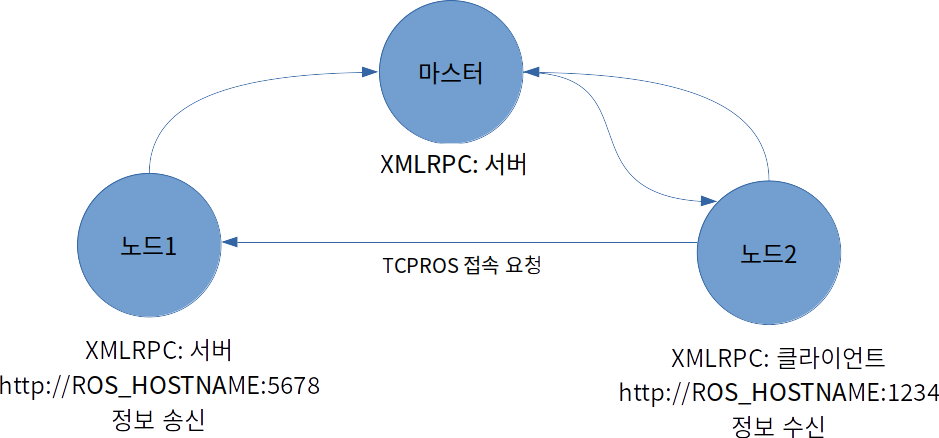 마스터
XMLRPC: 서버
노드1
노드2
TCPROS 접속 요청
XMLRPC: 서버
http://ROS_HOSTNAME:5678
정보 송신
XMLRPC: 클라이언트
http://ROS_HOSTNAME:1234
정보 수신